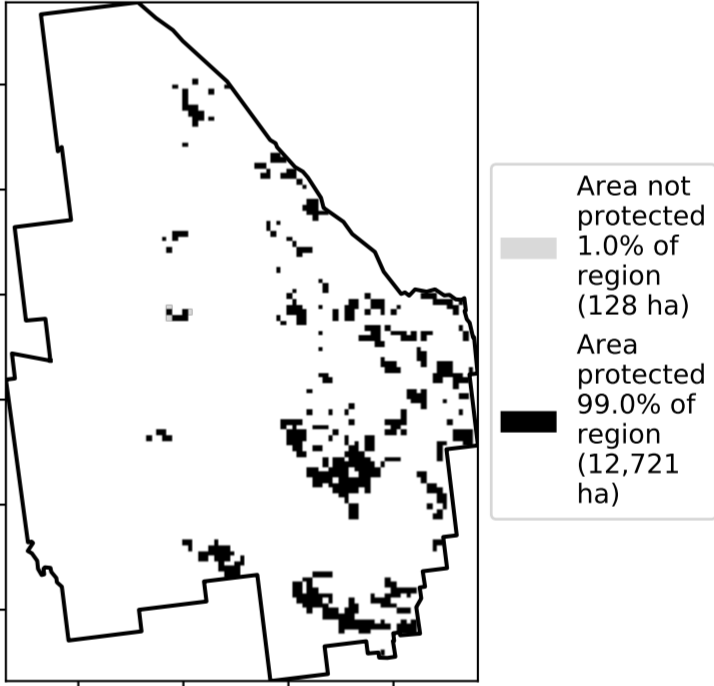 Area not
protected
1.0% of
region
(128 ha)
Area
protected
99.0% of
region
(12,721
ha)